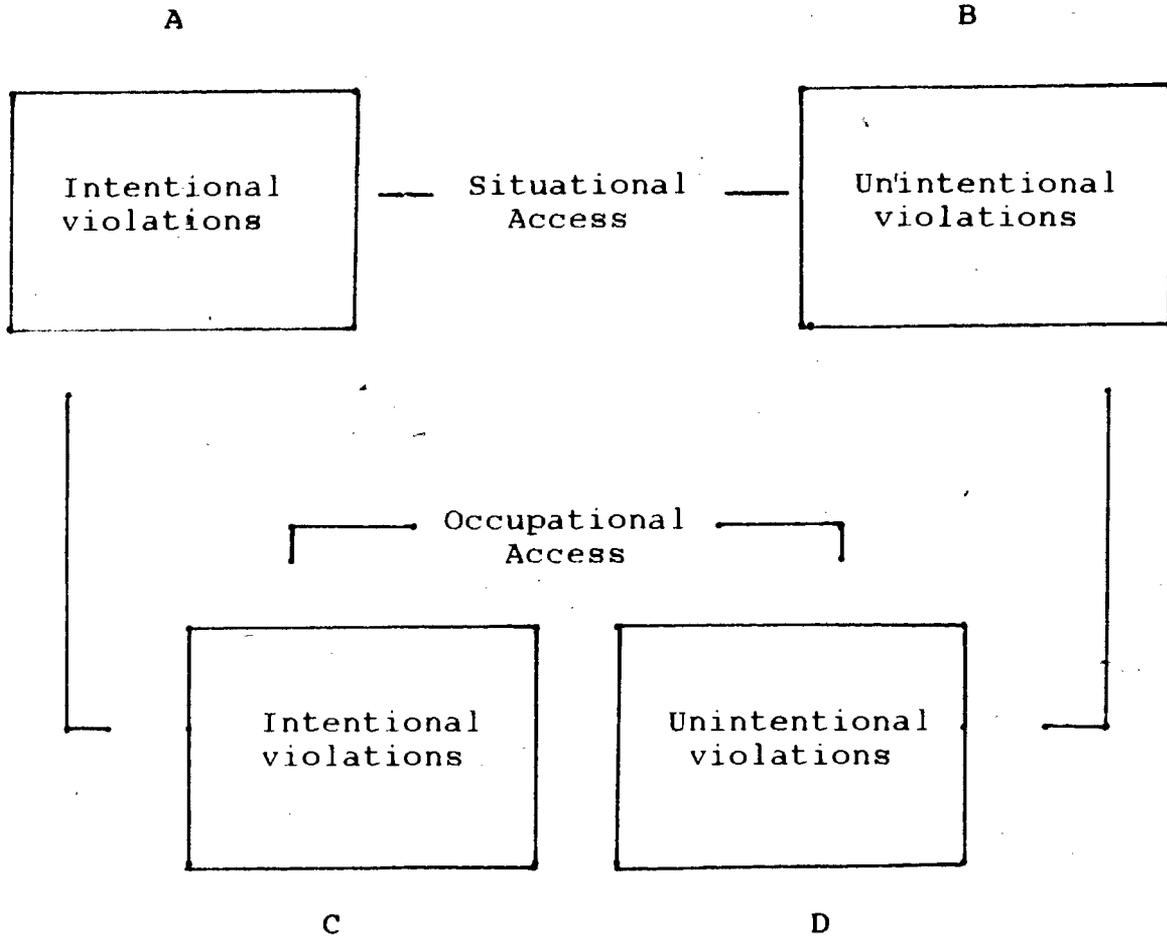 A
B
Intentional
violations
Situational
Access
Unintentional
violations
Occupational
Access
Intentional
violations
Unintentional
violations
C
D